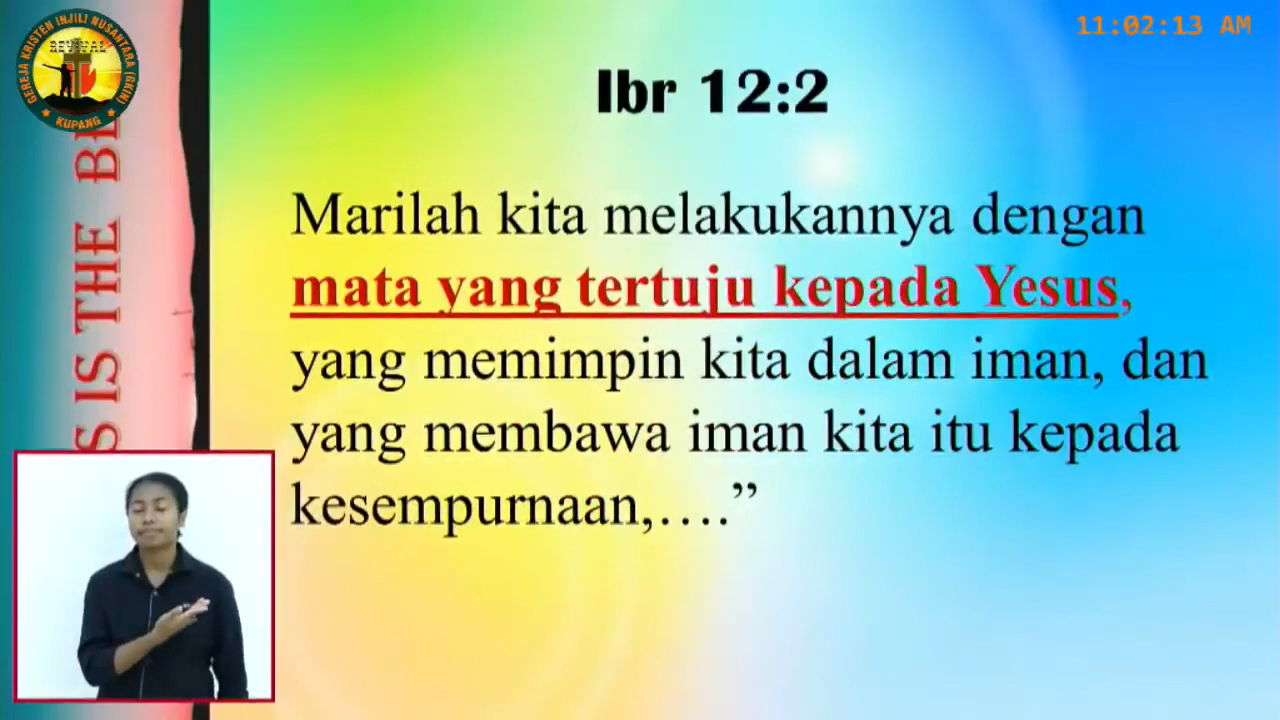 GEREJA KRISTEN INJILI NUSANTARA (GKIN)
REVIVAL
KUPANG
11:02:13 AM
S IS THE BE
Ibr 12:2
Marilah kita melakukannya dengan
mata yang tertuju kepada Yesus,
yang memimpin kita dalam iman, dan
yang membawa iman kita itu kepada
kesempurnaan,….”